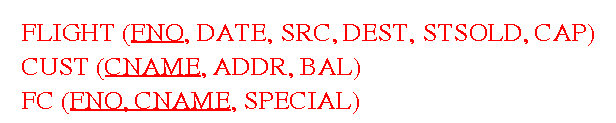 FLIGHT (FNO, DATE, SRC, DEST, STSOLD, CAP)
CUST (CNAME, ADDR, BAL)
FC (FNO, CNAME, SPECIAL)